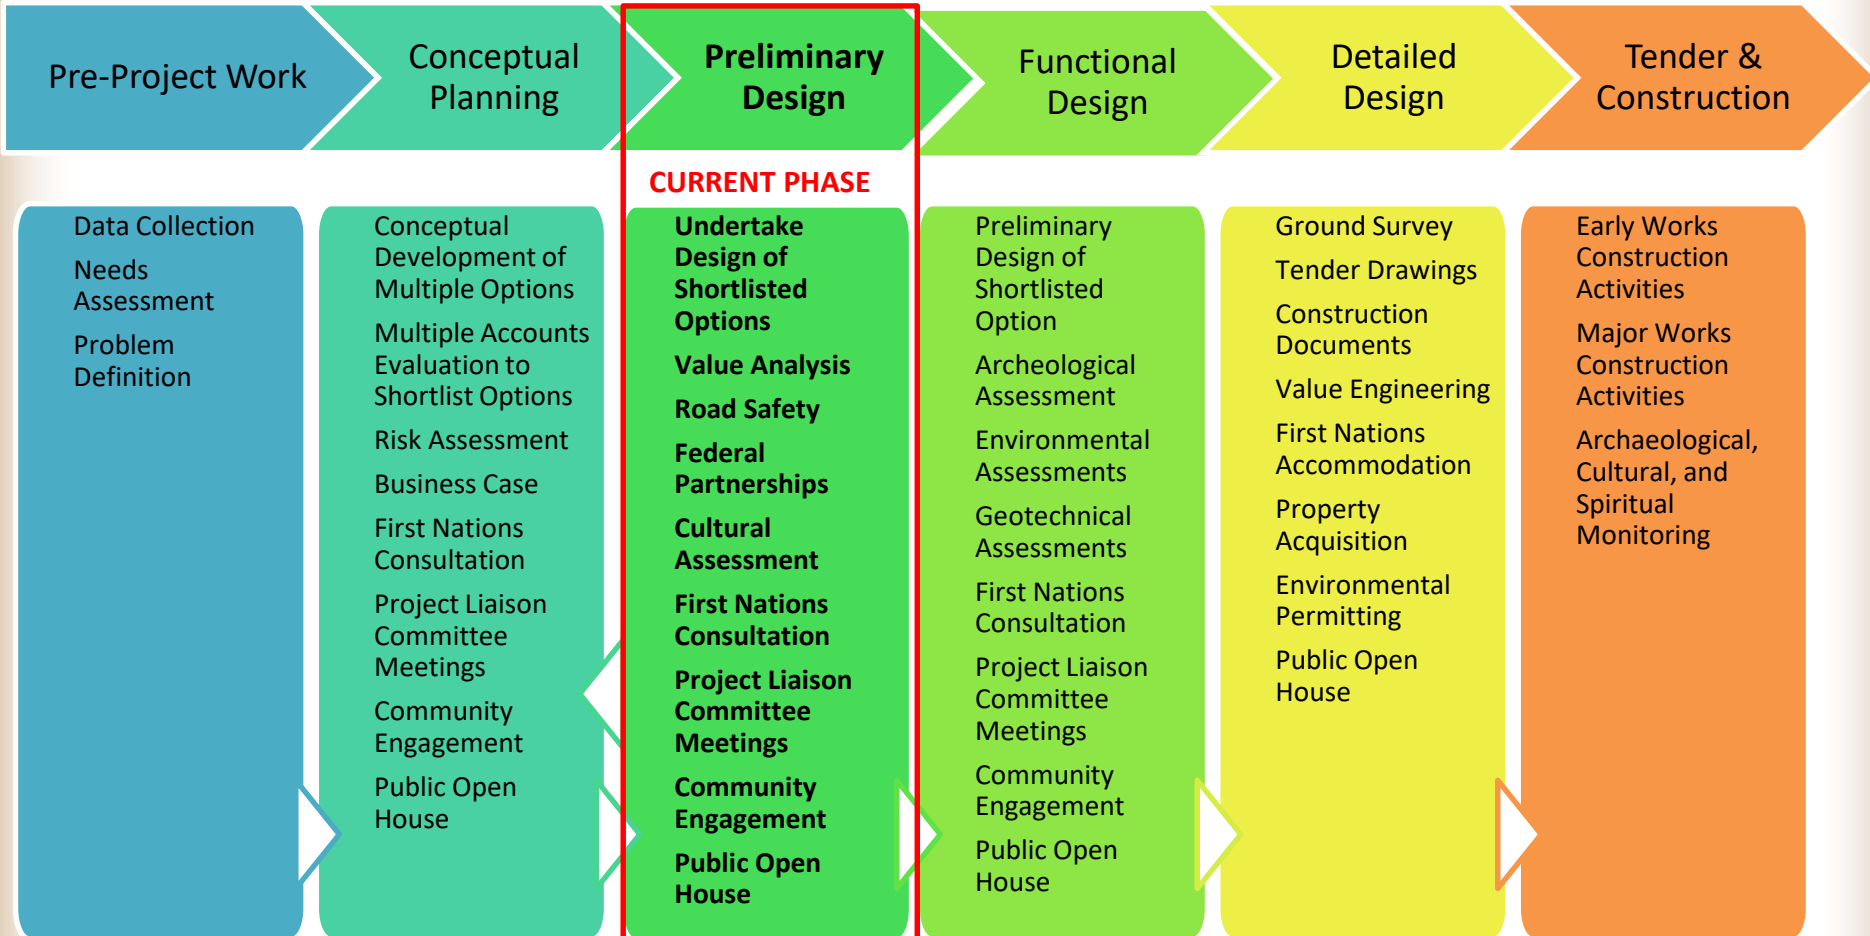 Pre-Project Work
Conceptual
Planning
Preliminary
Design
Functional
Design
Detailed
Design
Tender &
Construction
CURRENT PHASE
Data Collection
Needs
Assessment
Problem
Definition
Conceptual
Development of
Multiple Options
Multiple Accounts
Evaluation to
Shortlist Options
Risk Assessment
Business Case
First Nations
Consultation
Project Liaison
Committee
Meetings
Community
Engagement
Public Open
House
Undertake
Design of
Shortlisted
Options
Value Analysis
Road Safety
Federal
Partnerships
Cultural
Assessment
First Nations
Consultation
Project Liaison
Committee
Meetings
Community
Engagement
Public Open
House
Preliminary
Design of
Shortlisted
Option
Archeological
Assessment
Environmental
Assessments
Geotechnical
Assessments
First Nations
Consultation
Project Liaison
Committee
Meetings
Community
Engagement
Public Open
House
Ground Survey
Tender Drawings
Construction
Documents
Value Engineering
First Nations
Accommodation
Property
Acquisition
Environmental
Permitting
Public Open
House
Early Works
Construction
Activities
Major Works
Construction
Activities
Archaeological,
Cultural, and
Spiritual
Monitoring